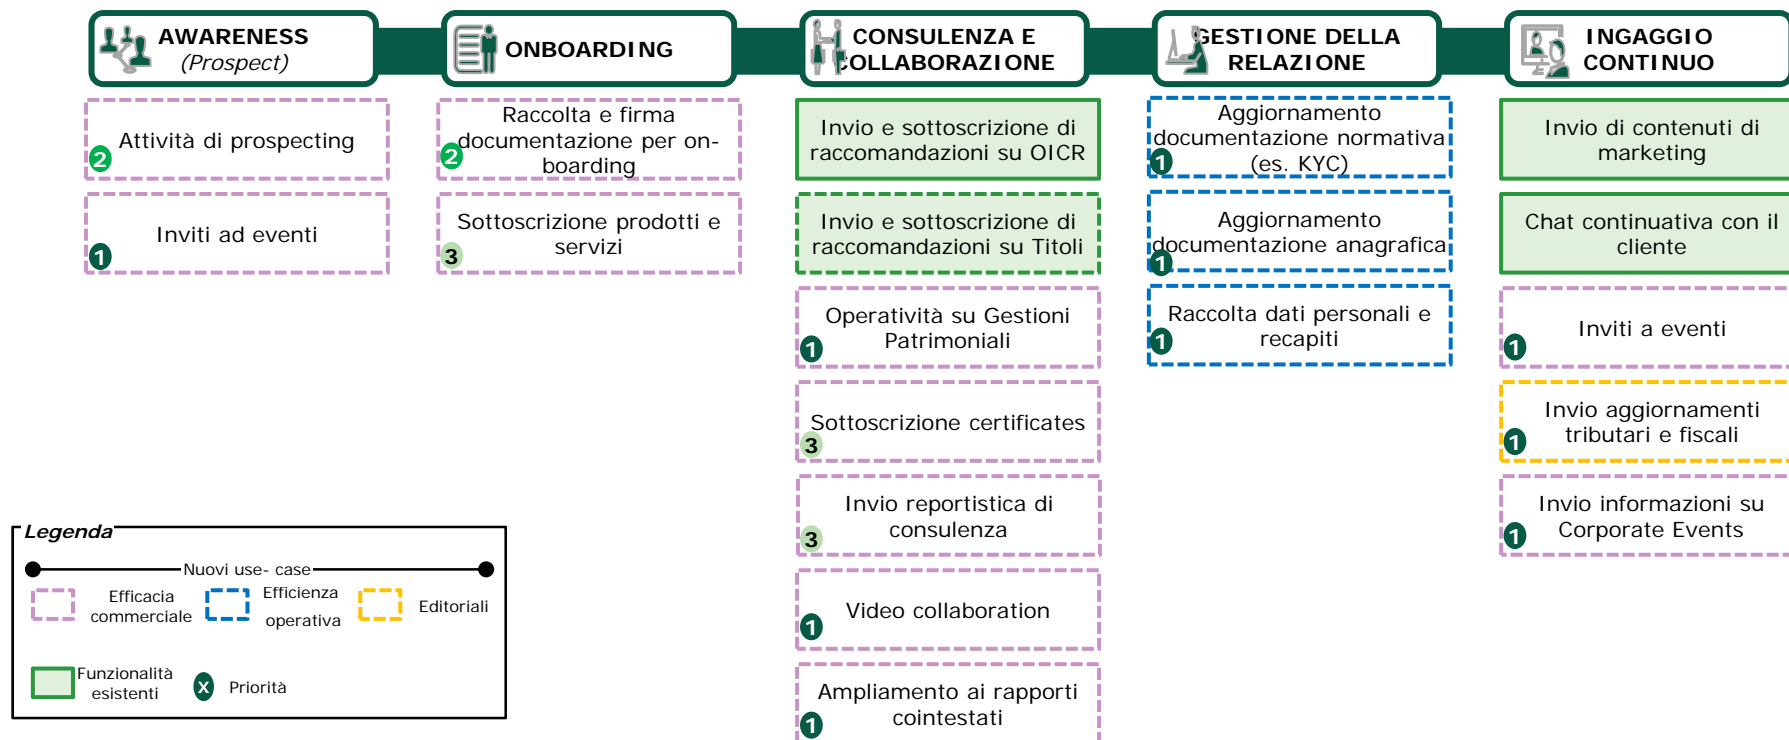 AWARENESS
(Prospect)
ONBOARDING
CONSULENZA E
COLLABORAZIONE
GESTIONE DELLA
RELAZIONE
INGAGGIO
CONTINUO
Attività di prospecting
2
Inviti ad eventi
1
Raccolta e firma
documentazione per on-
boarding
2
Sottoscrizione prodotti e
servizi
3
Invio e sottoscrizione di
raccomandazioni su OICR
Invio e sottoscrizione di
raccomandazioni su Titoli
Operatività su Gestioni
Patrimoniali
1
Sottoscrizione certificates
3
Invio reportistica di
consulenza
3
Video collaboration
1
Ampliamento ai rapporti
cointestati
1
Aggiornamento
documentazione normativa
(es. KYC)
1
Aggiornamento
documentazione anagrafica
1
Raccolta dati personali e
recapiti
1
Invio di contenuti di
marketing
Chat continuativa con il
cliente
Inviti a eventi
1
Invio aggiornamenti
tributari e fiscali
1
Invio informazioni su
Corporate Events
1
Legenda
Nuovi use- case
Efficacia
commerciale
Efficienza
operativa
Editoriali
Funzionalità
esistenti
X
Priorità